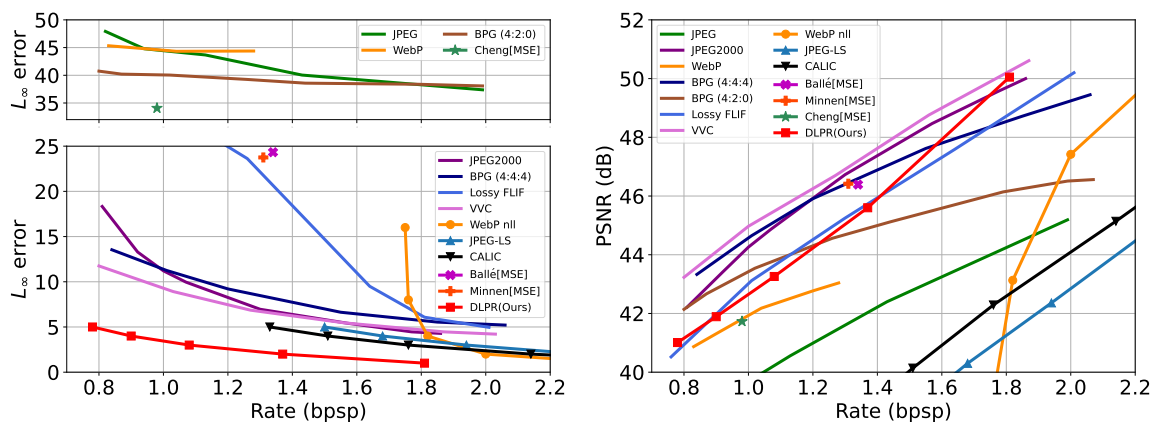 50
45
40
35
L∞ error
JPEG
WebP
BPG (4:2:0)
Cheng[MSE]
25
20
15
10
5
0
L∞ error
JPEG2000
BPG (4:4:4)
Lossy FLIF
VVC
WebP nll
JPEG-LS
CALIC
Ballé[MSE]
Minnen[MSE]
DLPR(Ours)
0.8 1.0 1.2 1.4 1.6 1.8 2.0 2.2
Rate (bpsp)
52
50
48
46
44
42
40
PSNR (dB)
JPEG
JPEG2000
WebP
BPG (4:4:4)
BPG (4:2:0)
Lossy FLIF
VVC
WebP nll
JPEG-LS
CALIC
Ballé[MSE]
Minnen[MSE]
Cheng[MSE]
DLPR(Ours)
0.8 1.0 1.2 1.4 1.6 1.8 2.0 2.2
Rate (bpsp)